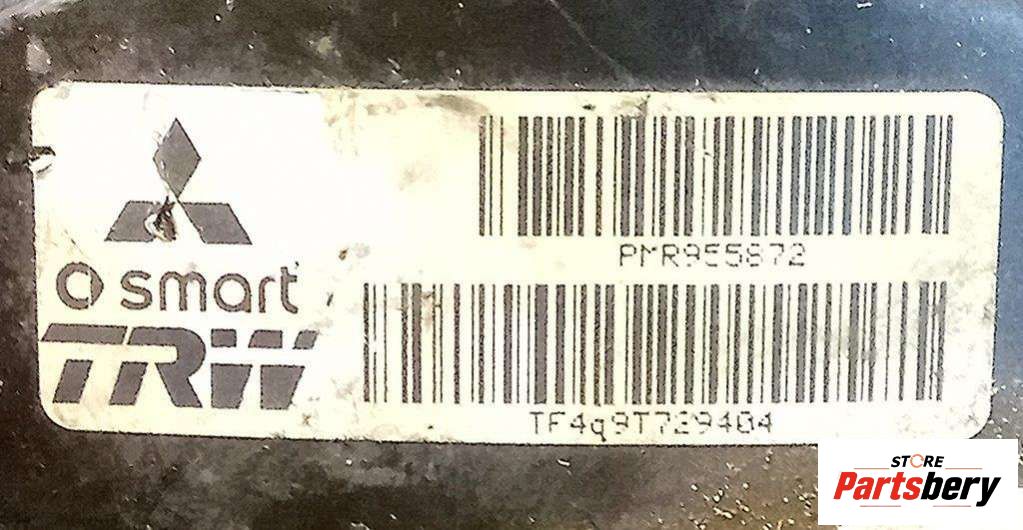 PMR955872
smart
TRW
TF4q9T729404
STORE
Partsbery